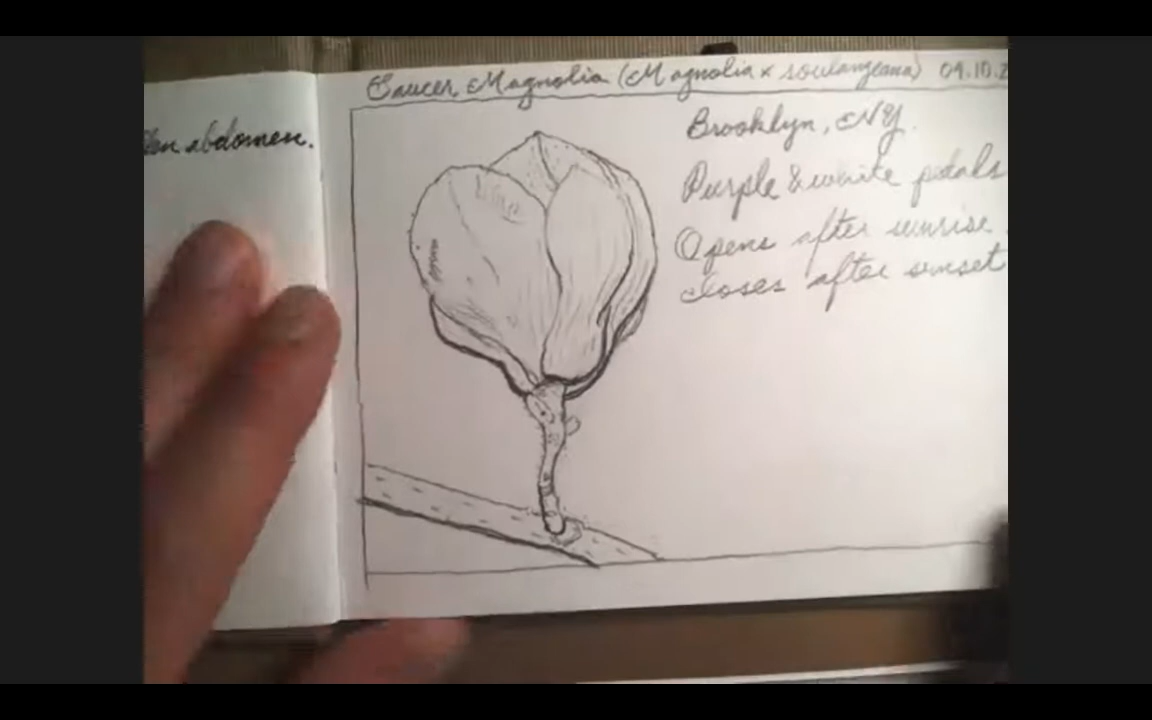 abdomen.
Saucer Magnolia (Magnolia x soulangeana) 04.10.2
Brooklyn, NY.
Purple & white petals
Opens after sunrise.
closes after sunset